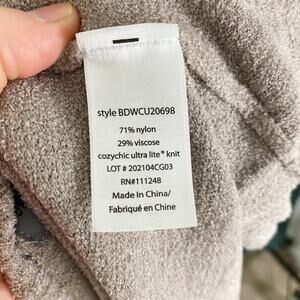 style BDWCU20698
71% nylon
29% viscose
cozychic ultra lite® knit
LOT # 202104CG03
RN#111248
Made In China/
Fabriqué en Chine